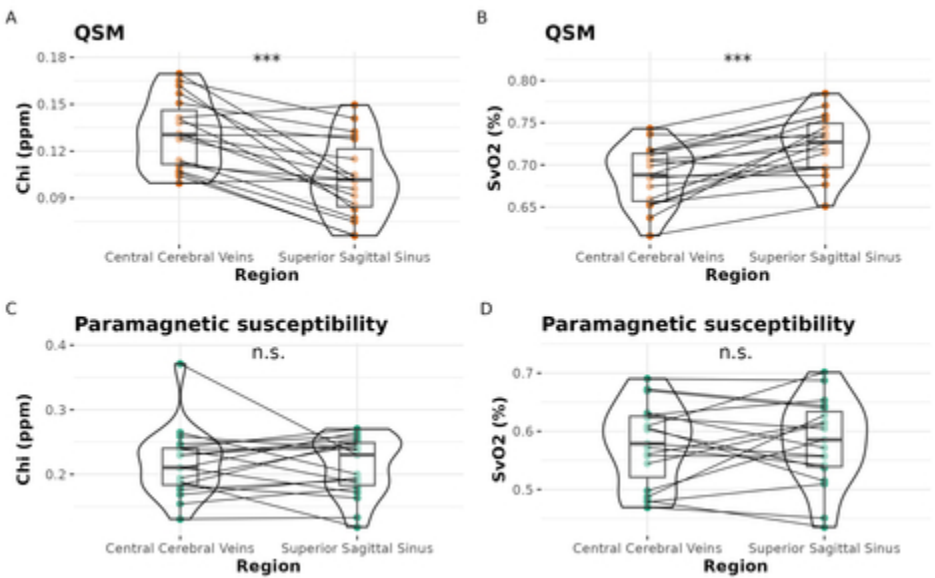 A
QSM
***
0.18
0.15
0.12
0.09
Chi (ppm)
Central Cerebral Veins
Superior Sagittal Sinus
Region
B
QSM
***
0.80
0.75
0.70
0.65
SvO2 (%)
Central Cerebral Veins
Superior Sagittal Sinus
Region
C
Paramagnetic susceptibility
n.s.
0.4
0.3
0.2
Chi (ppm)
Central Cerebral Veins
Superior Sagittal Sinus
Region
D
Paramagnetic susceptibility
n.s.
0.7
0.6
0.5
SvO2 (%)
Central Cerebral Veins
Superior Sagittal Sinus
Region